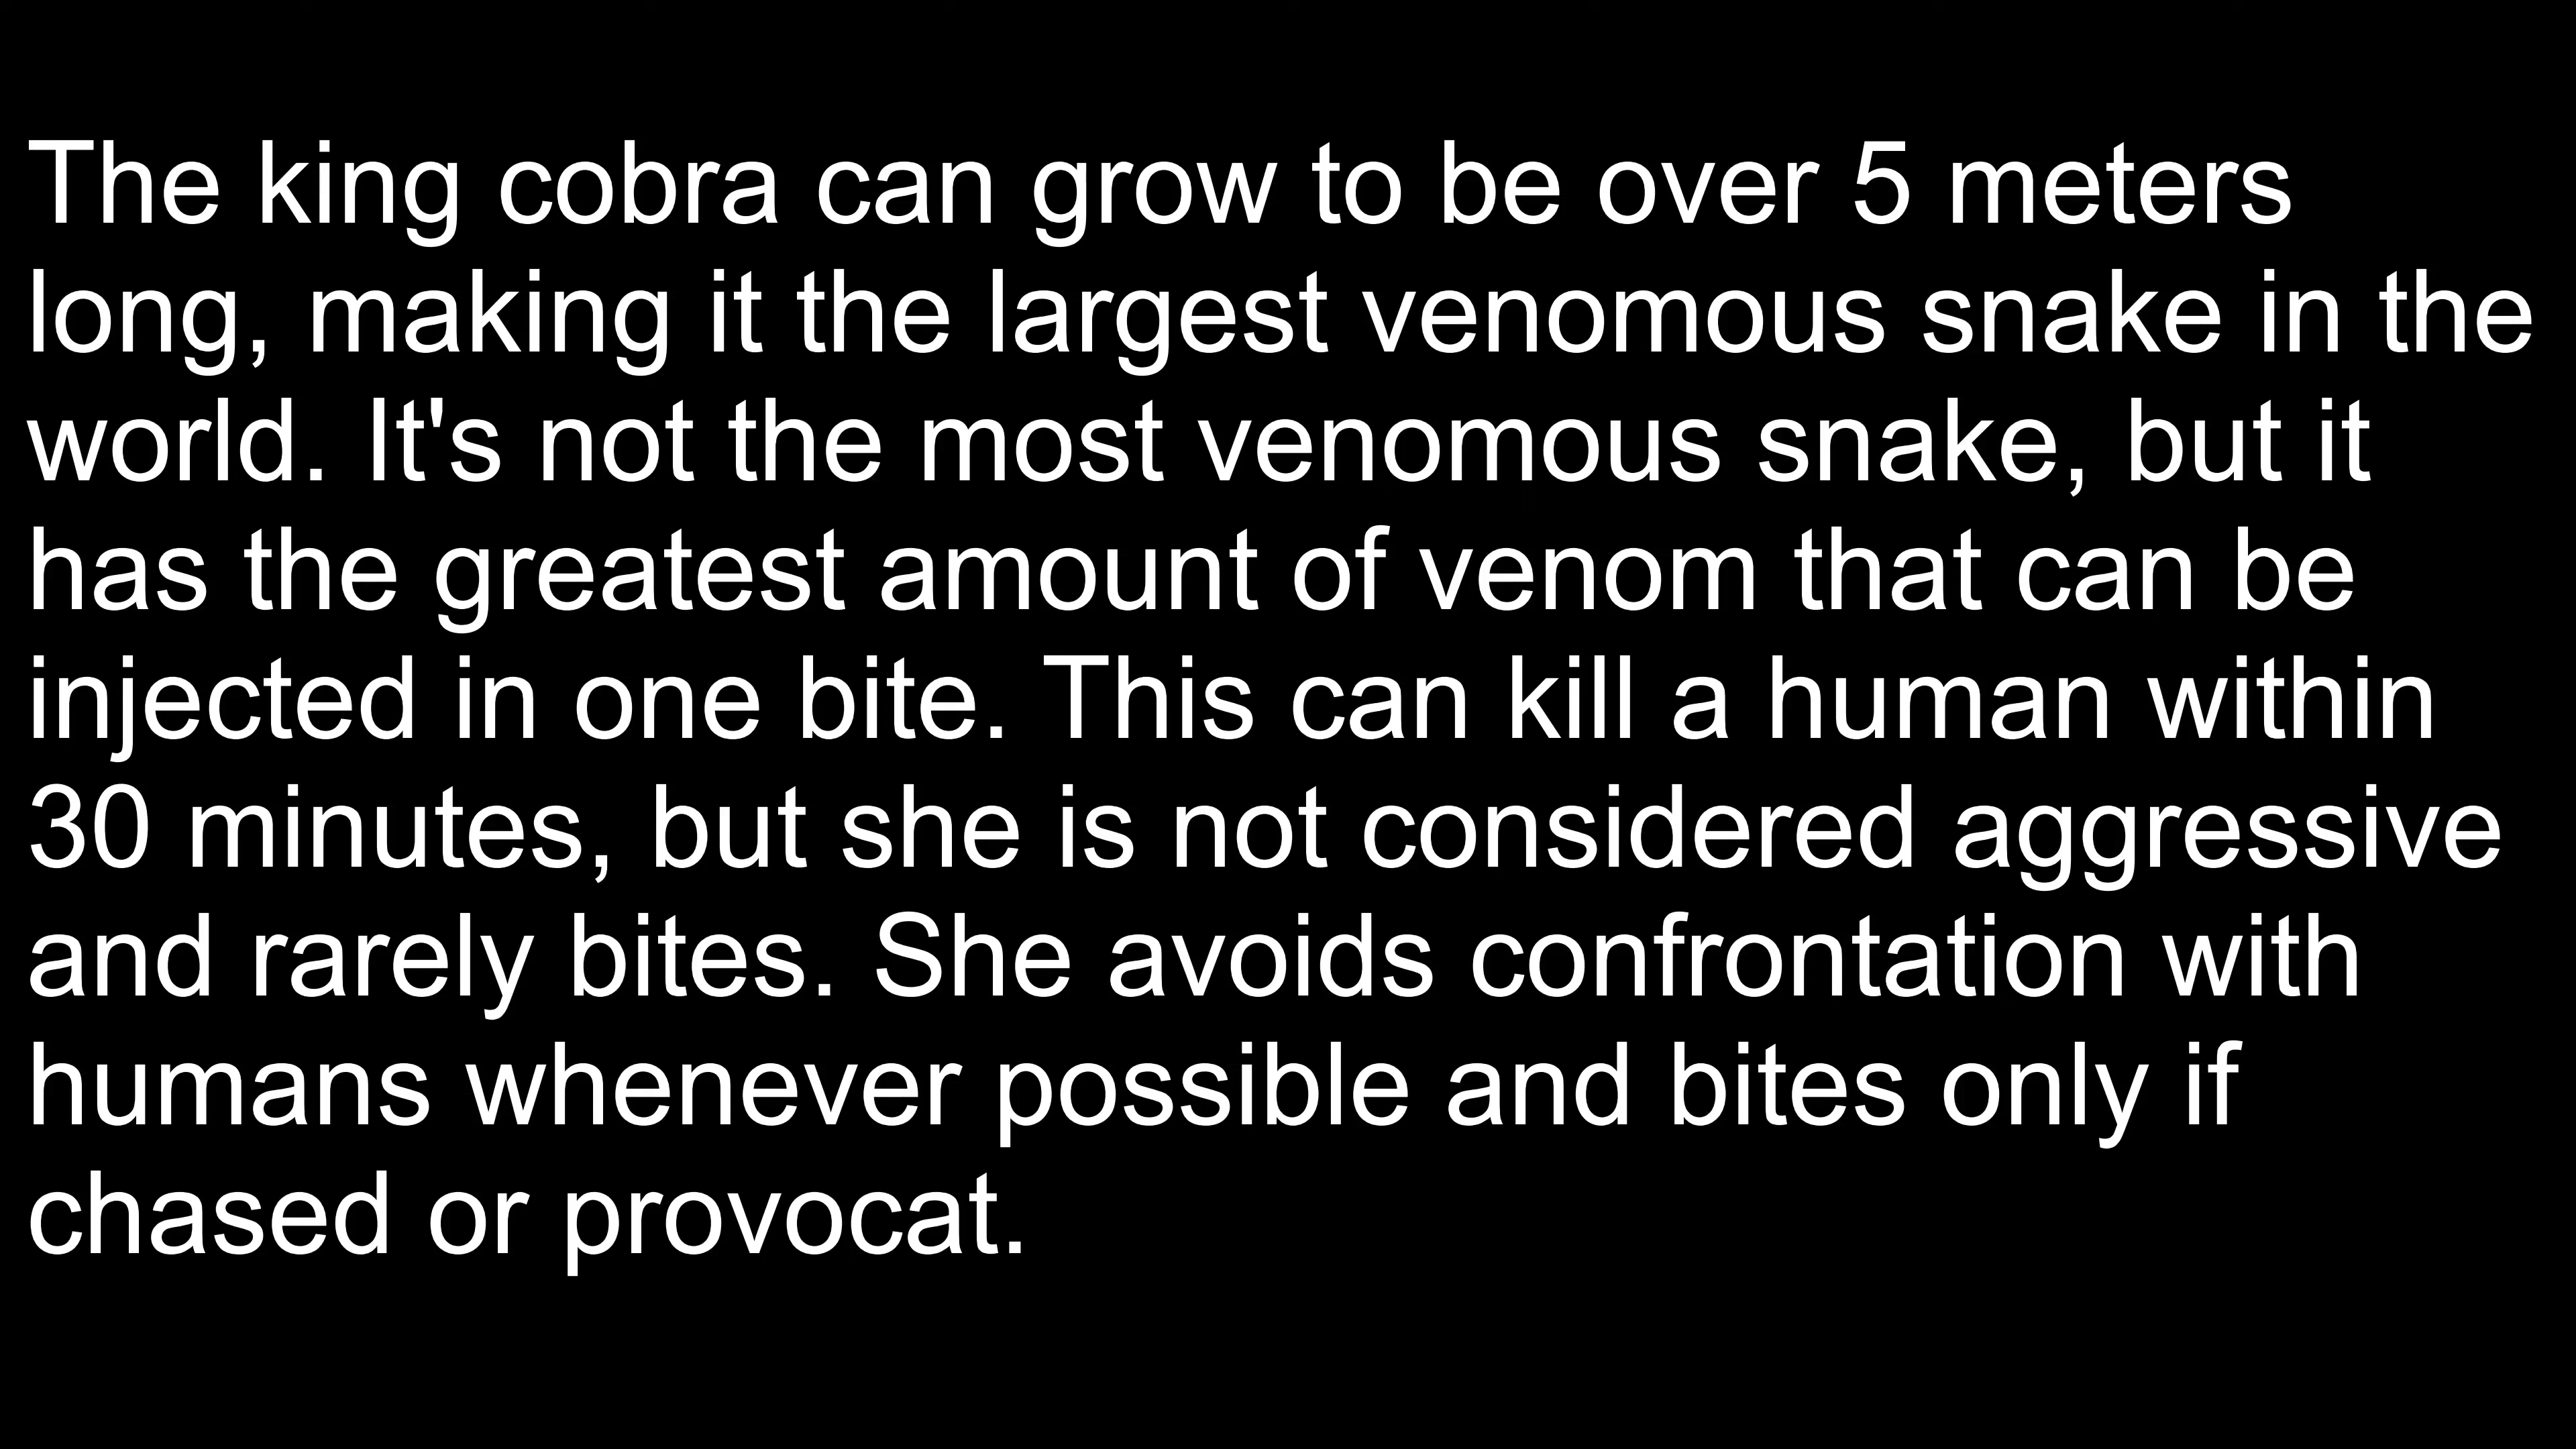 The king cobra can grow to be over 5 meters
long, making it the largest venomous snake in the
world. It's not the most venomous snake, but it
has the greatest amount of venom that can be
injected in one bite. This can kill a human within
30 minutes, but she is not considered aggressive
and rarely bites. She avoids confrontation with
humans whenever possible and bites only if
chased or provocat.